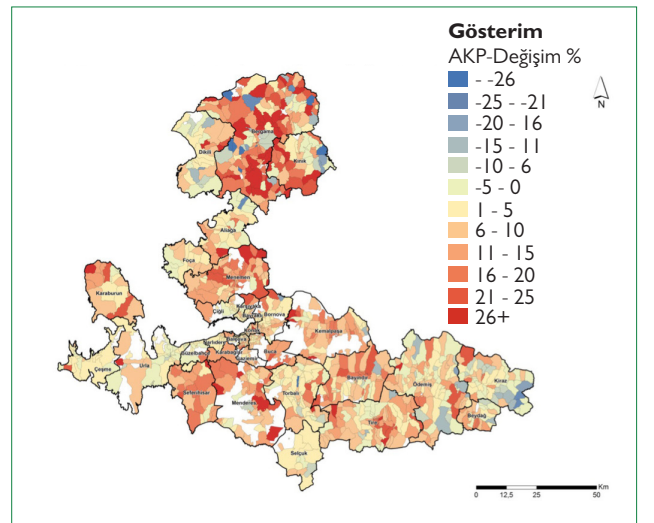 Gösterim
AKP-Değişim %
- -26
-25 - -21
-20 - 16
-15 - 11
-10 - 6
-5 - 0
1 - 5
6 - 10
11 - 15
16 - 20
21 - 25
26+
N
Bergama
Dikili
Kınık
Aliağa
Foça
Menemen
Karaburun
Çiğli
Karşıyaka
Bornova
Kemalpaşa
Narlıdere
Güzelbahçe
Karabağlar
Buca
Çeşme
Urla
Seferihisar
Menderes
Torbalı
Bayındır
Ödemiş
Kiraz
Beydağ
Tire
Selçuk
Km
0 12,5 25 50